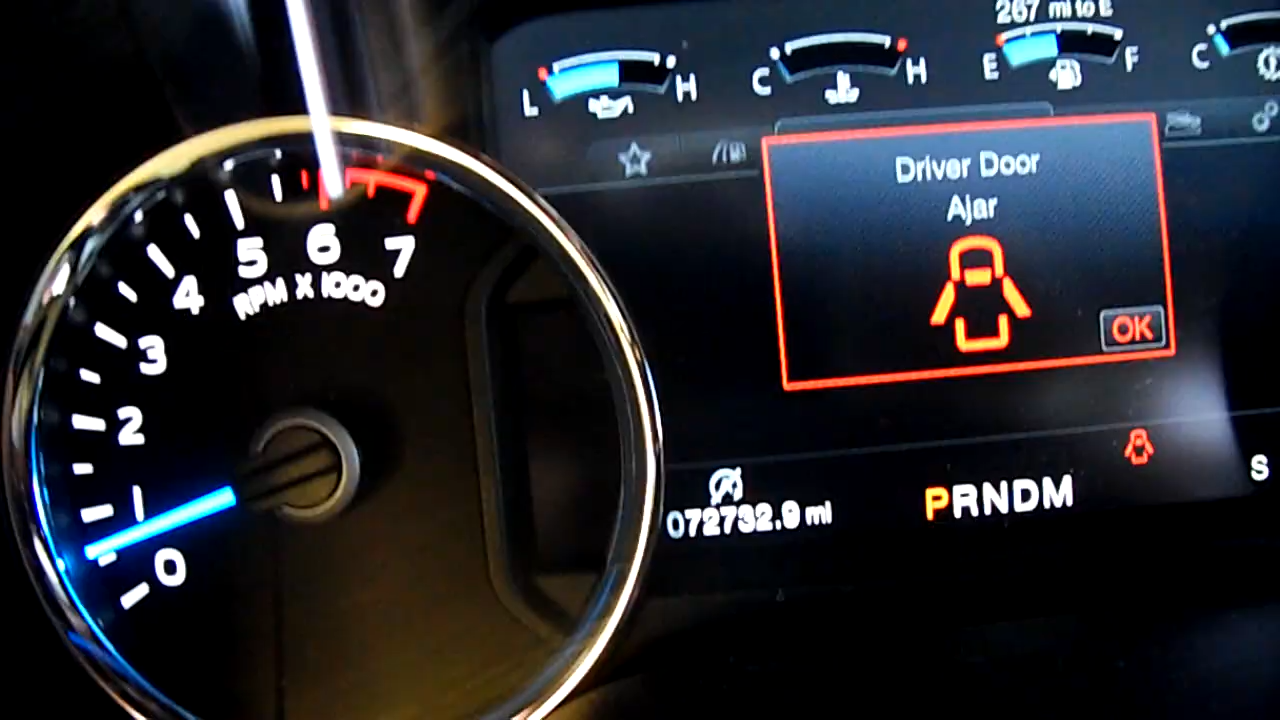 267 mi to E
L H
C H
E F
C
Driver Door
Ajar
OK
0 1 2 3 4 5 6 7
RPM X 1000
072732.9 mi
PRNDM
S